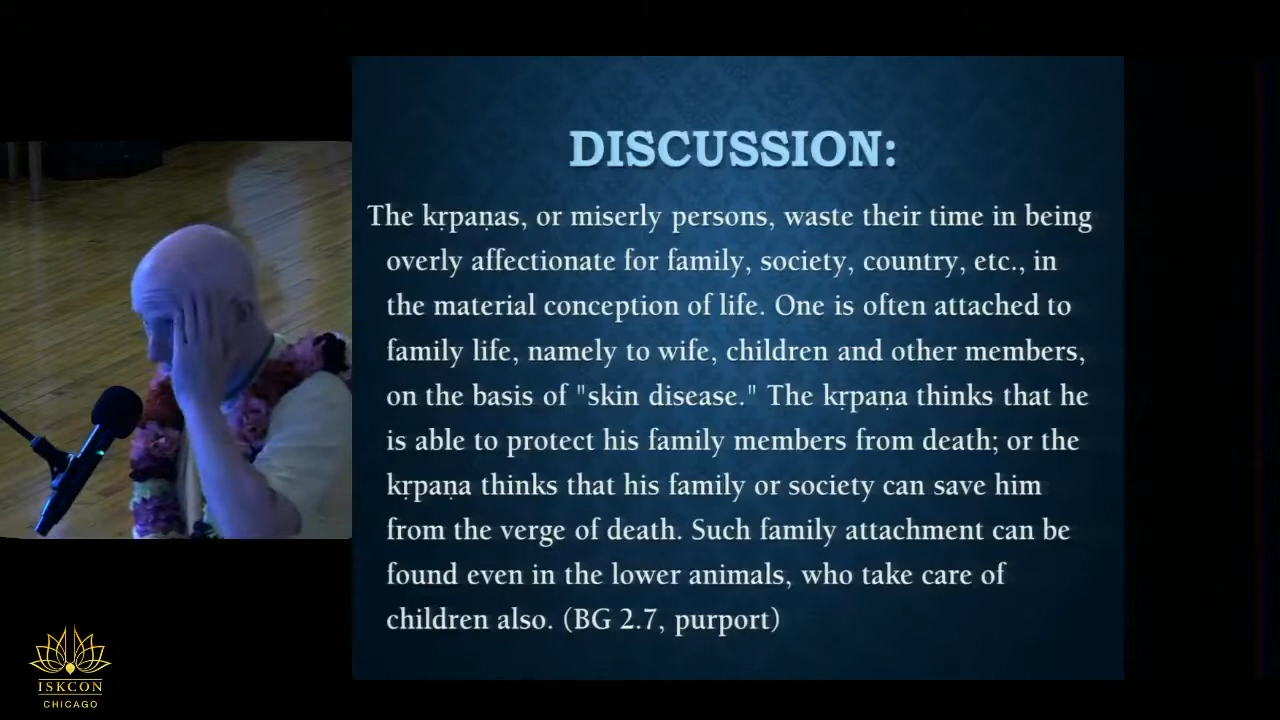 DISCUSSION:
The kṛpaṇas, or miserly persons, waste their time in being
overly affectionate for family, society, country, etc., in
the material conception of life. One is often attached to
family life, namely to wife, children and other members,
on the basis of "skin disease." The kṛpaṇa thinks that he
is able to protect his family members from death; or the
kṛpaṇa thinks that his family or society can save him
from the verge of death. Such family attachment can be
found even in the lower animals, who take care of
children also. (BG 2.7, purport)
ISKCON
CHICAGO